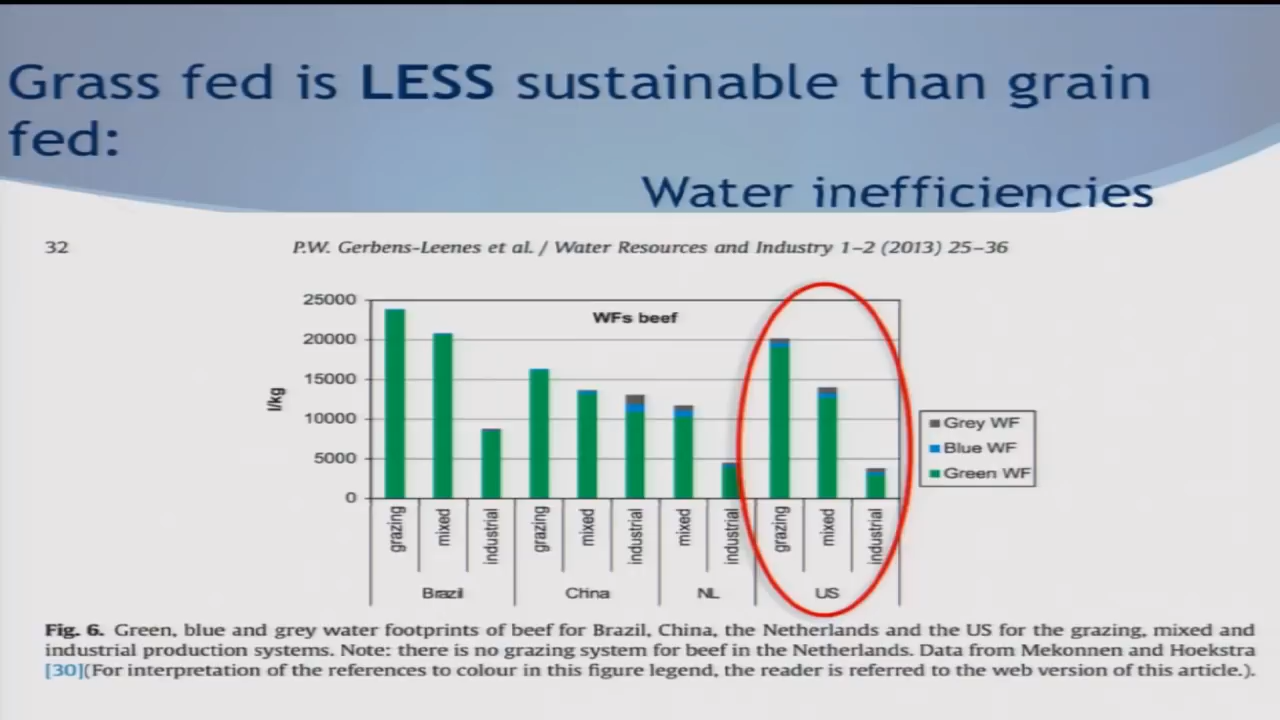 Grass fed is LESS sustainable than grain
fed:
Water inefficiencies
32 P.W. Gerbens-Leenes et al. / Water Resources and Industry 1–2 (2013) 25–36
WFs beef
l/kg
25000
20000
15000
10000
5000
0
grazing mixed industrial grazing mixed industrial mixed industrial grazing mixed industrial
Brazil China NL US
Grey WF
Blue WF
Green WF
Fig. 6. Green, blue and grey water footprints of beef for Brazil, China, the Netherlands and the US for the grazing, mixed and
industrial production systems. Note: there is no grazing system for beef in the Netherlands. Data from Mekonnen and Hoekstra
[30](For interpretation of the references to colour in this figure legend, the reader is referred to the web version of this article.).